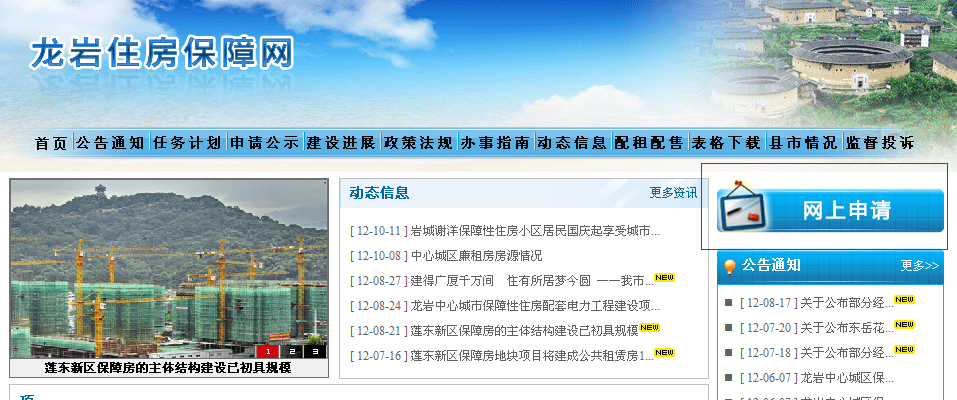 龙岩住房保障网
首页 公告通知 任务计划 申请公示 建设进展 政策法规 办事指南 动态信息 配租配售 表格下载 县市情况 监督投诉
1 2 3
莲东新区保障房的主体结构建设已初具规模
动态信息 更多资讯
[ 12-10-11 ] 岩城谢洋保障性住房小区居民国庆起享受城市...
[ 12-10-08 ] 中心城区廉租房房源情况
[ 12-08-27 ] 建得广厦千万间 住有所居梦今圆 一一我市... NEW
[ 12-08-24 ] 龙岩中心城市保障性住房配套电力工程建设项...
[ 12-08-21 ] 莲东新区保障房的主体结构建设已初具规模 NEW
[ 12-07-16 ] 莲东新区保障房地块项目将建成公共租赁房1... NEW
网上申请
公告通知 更多>>
[ 12-08-17 ] 关于公布部分经... NEW
[ 12-07-20 ] 关于公布东岳花... NEW
[ 12-07-18 ] 关于公布部分经... NEW
[ 12-06-07 ] 龙岩中心城区保...